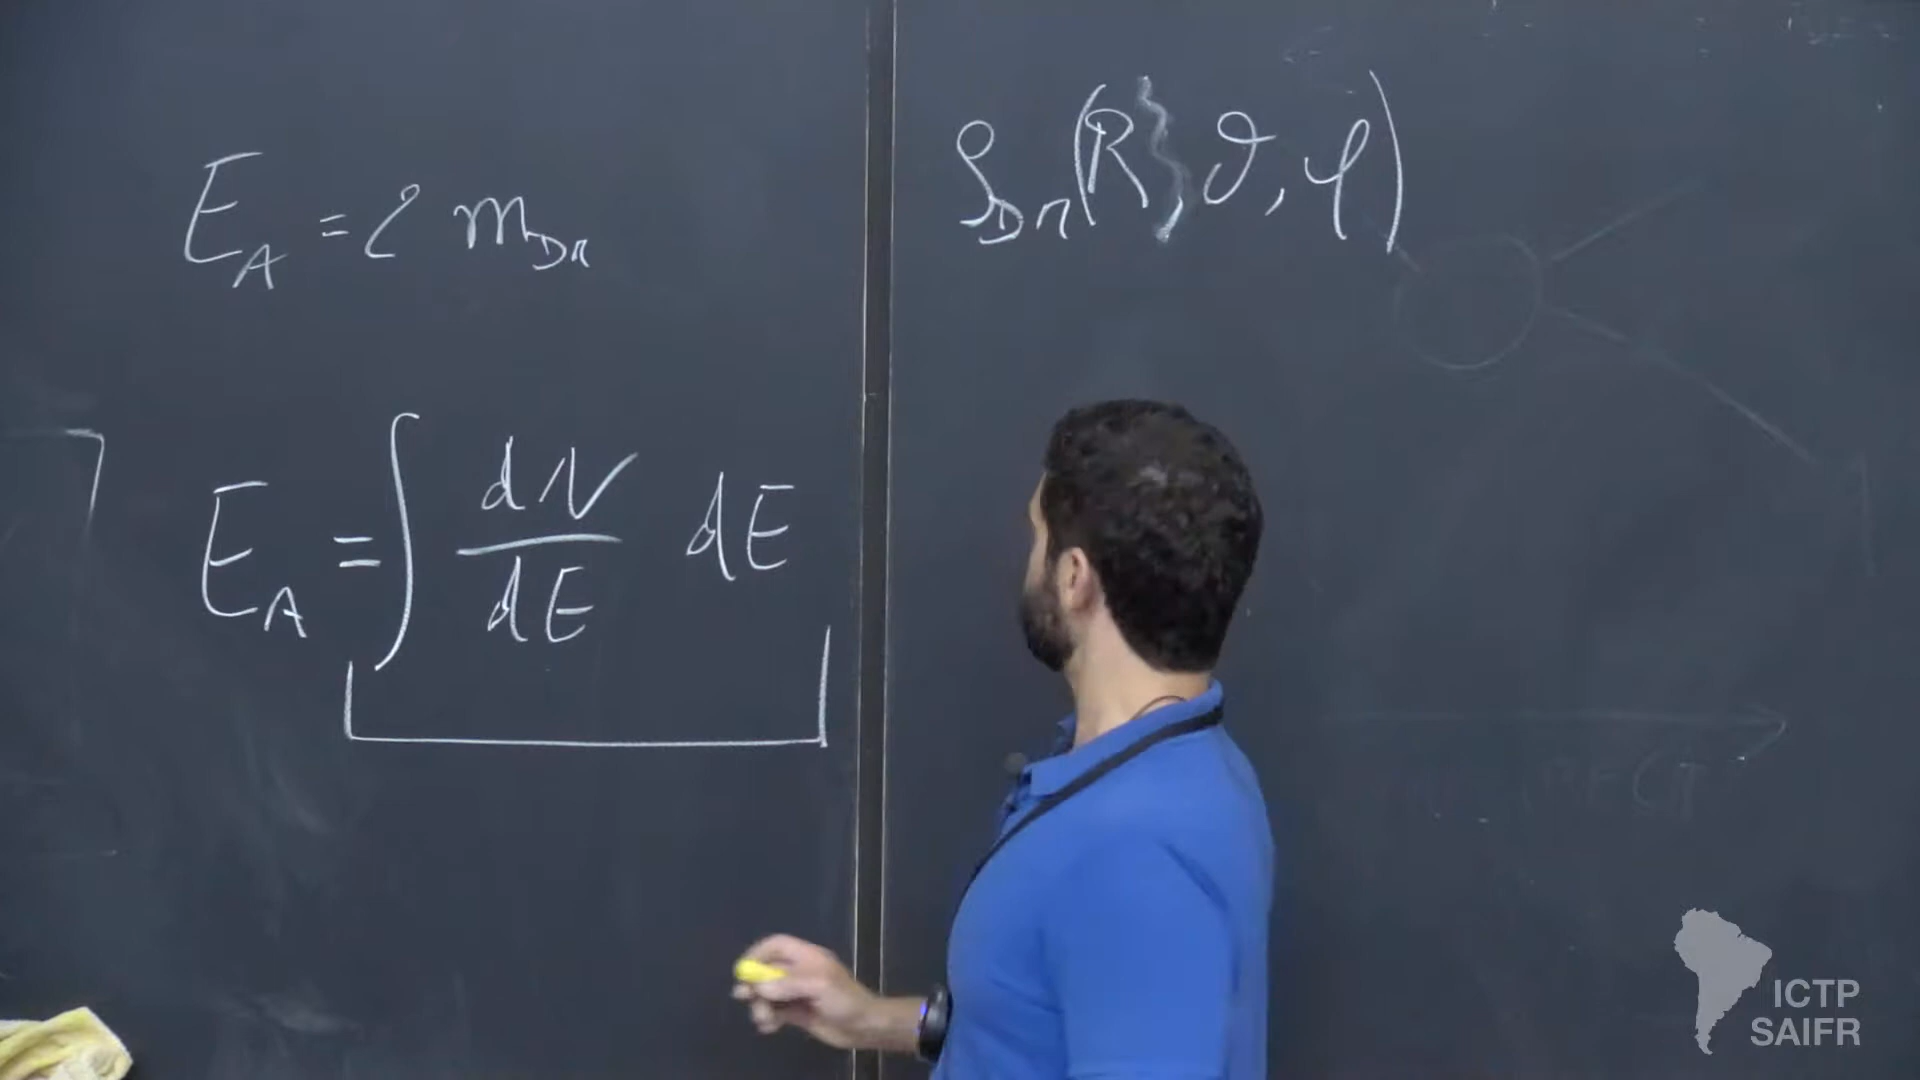 E_A = 2 m_DM
E_A = ∫ dN/dE dE
ρ_DM(R, θ, φ)
ICTP
SAIFR